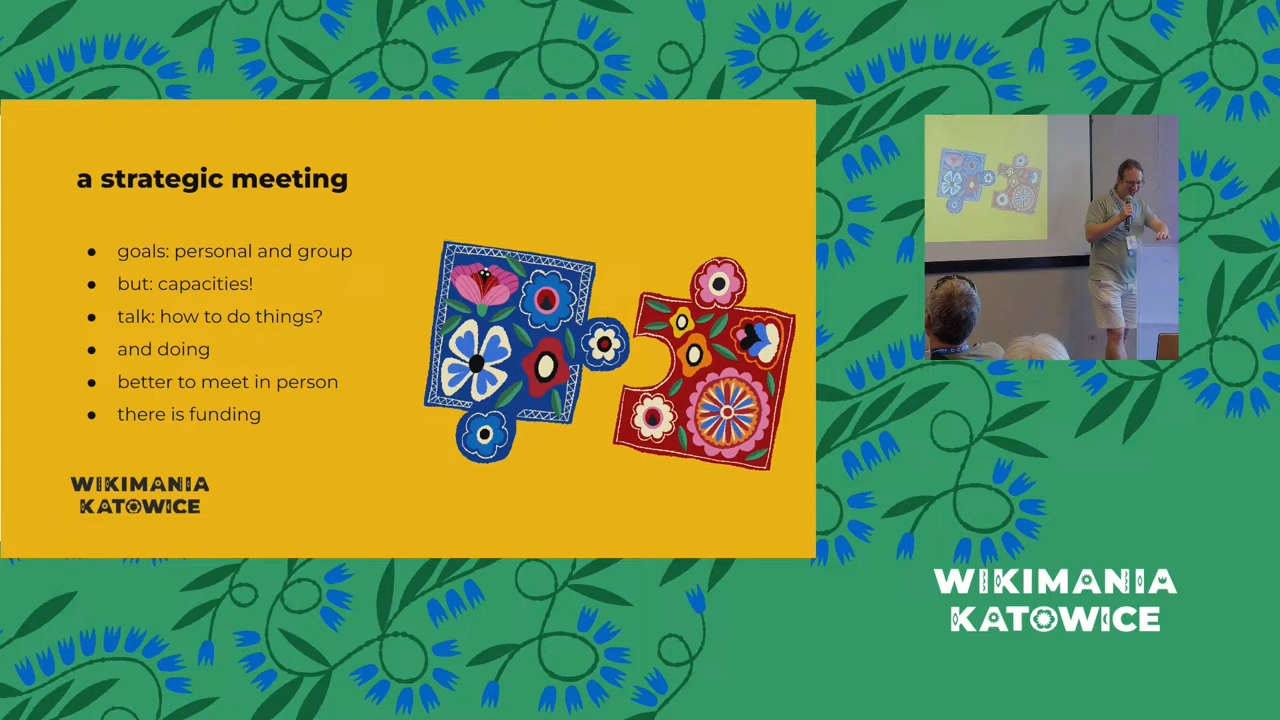 a strategic meeting
● goals: personal and group
● but: capacities!
● talk: how to do things?
● and doing
● better to meet in person
● there is funding
WIKIMANIA
KATOWICE
WIKIMANIA
KATOWICE